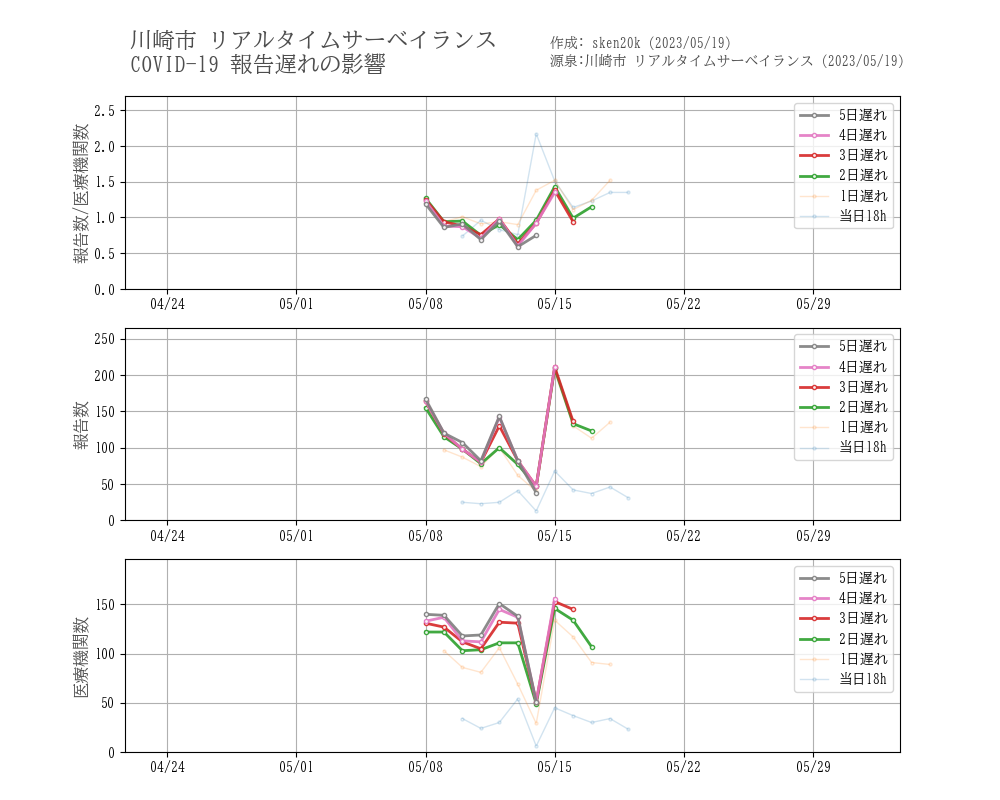 川崎市 リアルタイムサーベイランス
COVID-19 報告遅れの影響
作成: sken20k (2023/05/19)
源泉:川崎市 リアルタイムサーベイランス (2023/05/19)
報告数/医療機関数
2.5
2.0
1.5
1.0
0.5
0.0
5日遅れ
4日遅れ
3日遅れ
2日遅れ
1日遅れ
当日18h
04/24
05/01
05/08
05/15
05/22
05/29
報告数
250
200
150
100
50
0
5日遅れ
4日遅れ
3日遅れ
2日遅れ
1日遅れ
当日18h
04/24
05/01
05/08
05/15
05/22
05/29
医療機関数
150
100
50
0
5日遅れ
4日遅れ
3日遅れ
2日遅れ
1日遅れ
当日18h
04/24
05/01
05/08
05/15
05/22
05/29